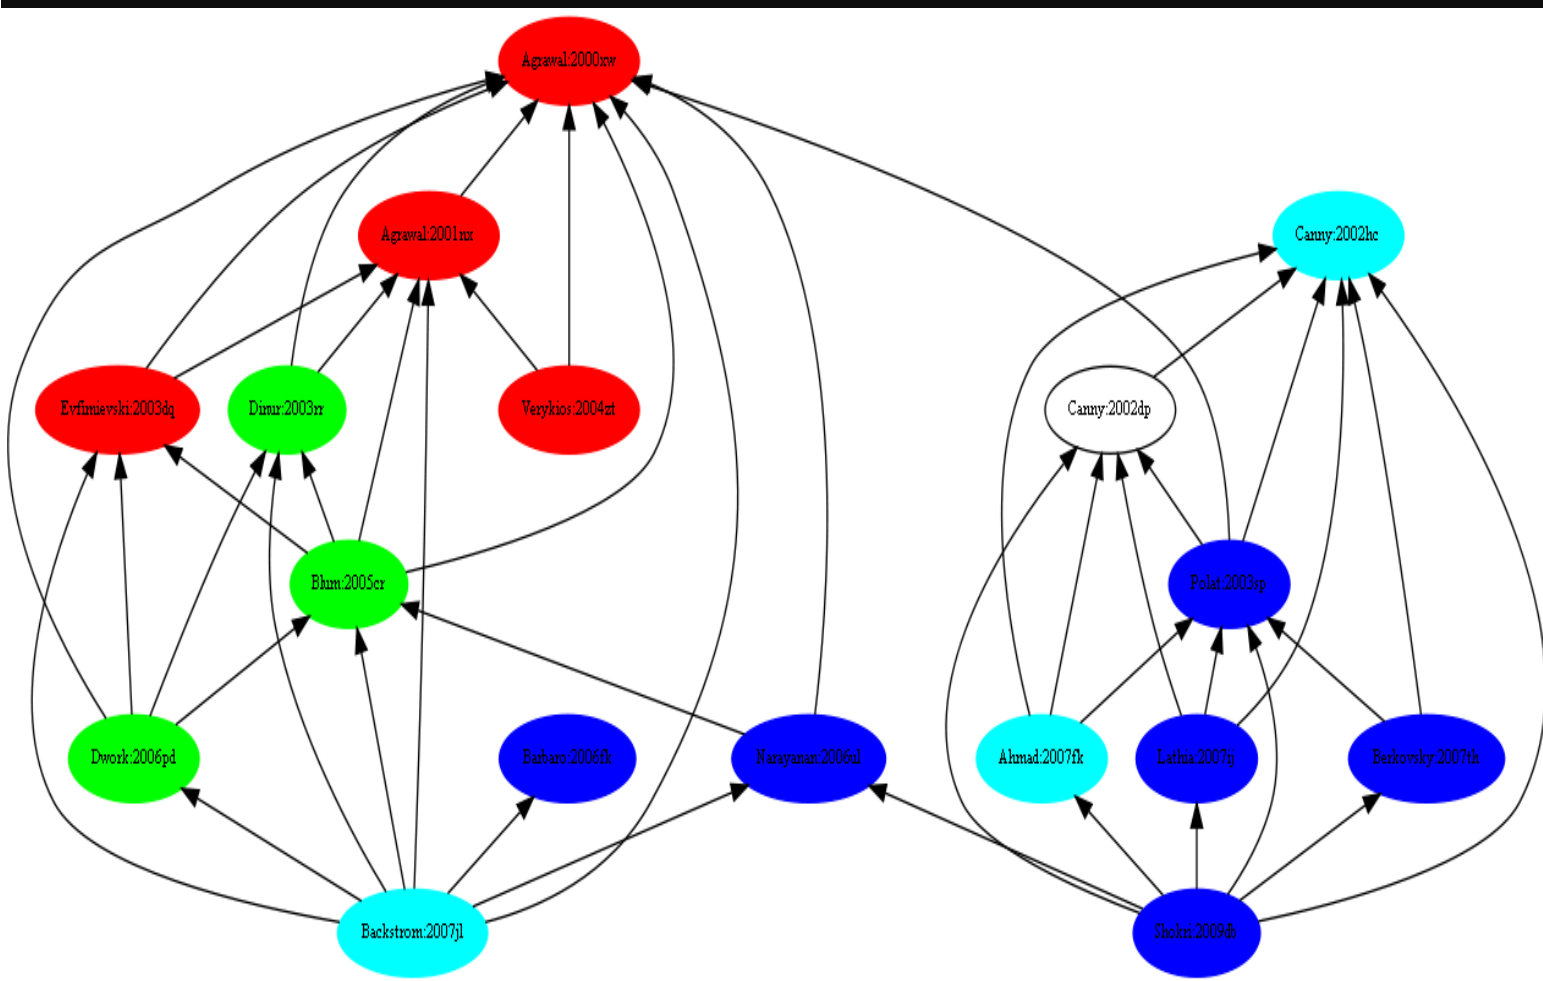 Agrawal:2000xw
Agrawal:2001nx
Canny:2002hc
Evfimievski:2003dq
Dinur:2003rr
Verykios:2004zt
Canny:2002dp
Blum:2005cr
Polat:2003sp
Dwork:2006pd
Barbaro:2006fk
Narayanan:2006ul
Ahmad:2007fk
Lathia:2007ij
Berkovsky:2007th
Backstrom:2007jl
Shokri:2009db